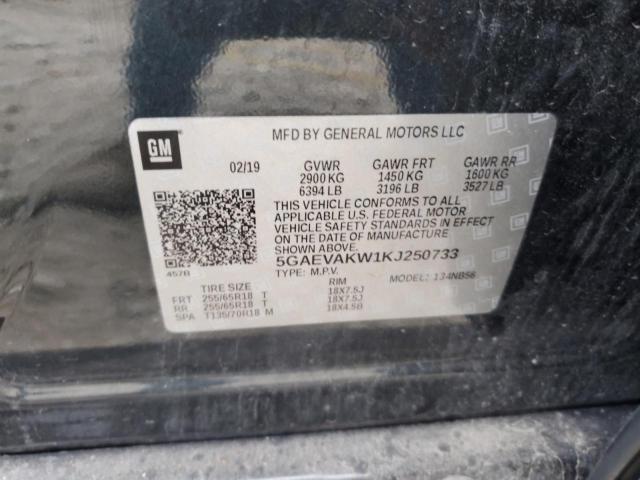 GM
MFD BY GENERAL MOTORS LLC
02/19 GVWR GAWR FRT GAWR RR
2900 KG 1450 KG 1600 KG
6394 LB 3196 LB 3527 LB
THIS VEHICLE CONFORMS TO ALL
APPLICABLE U.S. FEDERAL MOTOR
VEHICLE SAFETY STANDARDS IN EFFECT
ON THE DATE OF MANUFACTURE
SHOWN ABOVE.
5GAEVAKW1KJ250733
457B
TYPE: M.P.V. MODEL: 134NB56
TIRE SIZE RIM
FRT 255/65R18 T 18X7.5J
RR 255/65R18 T 18X7.5J
SPA T135/70R18 M 18X4.5B